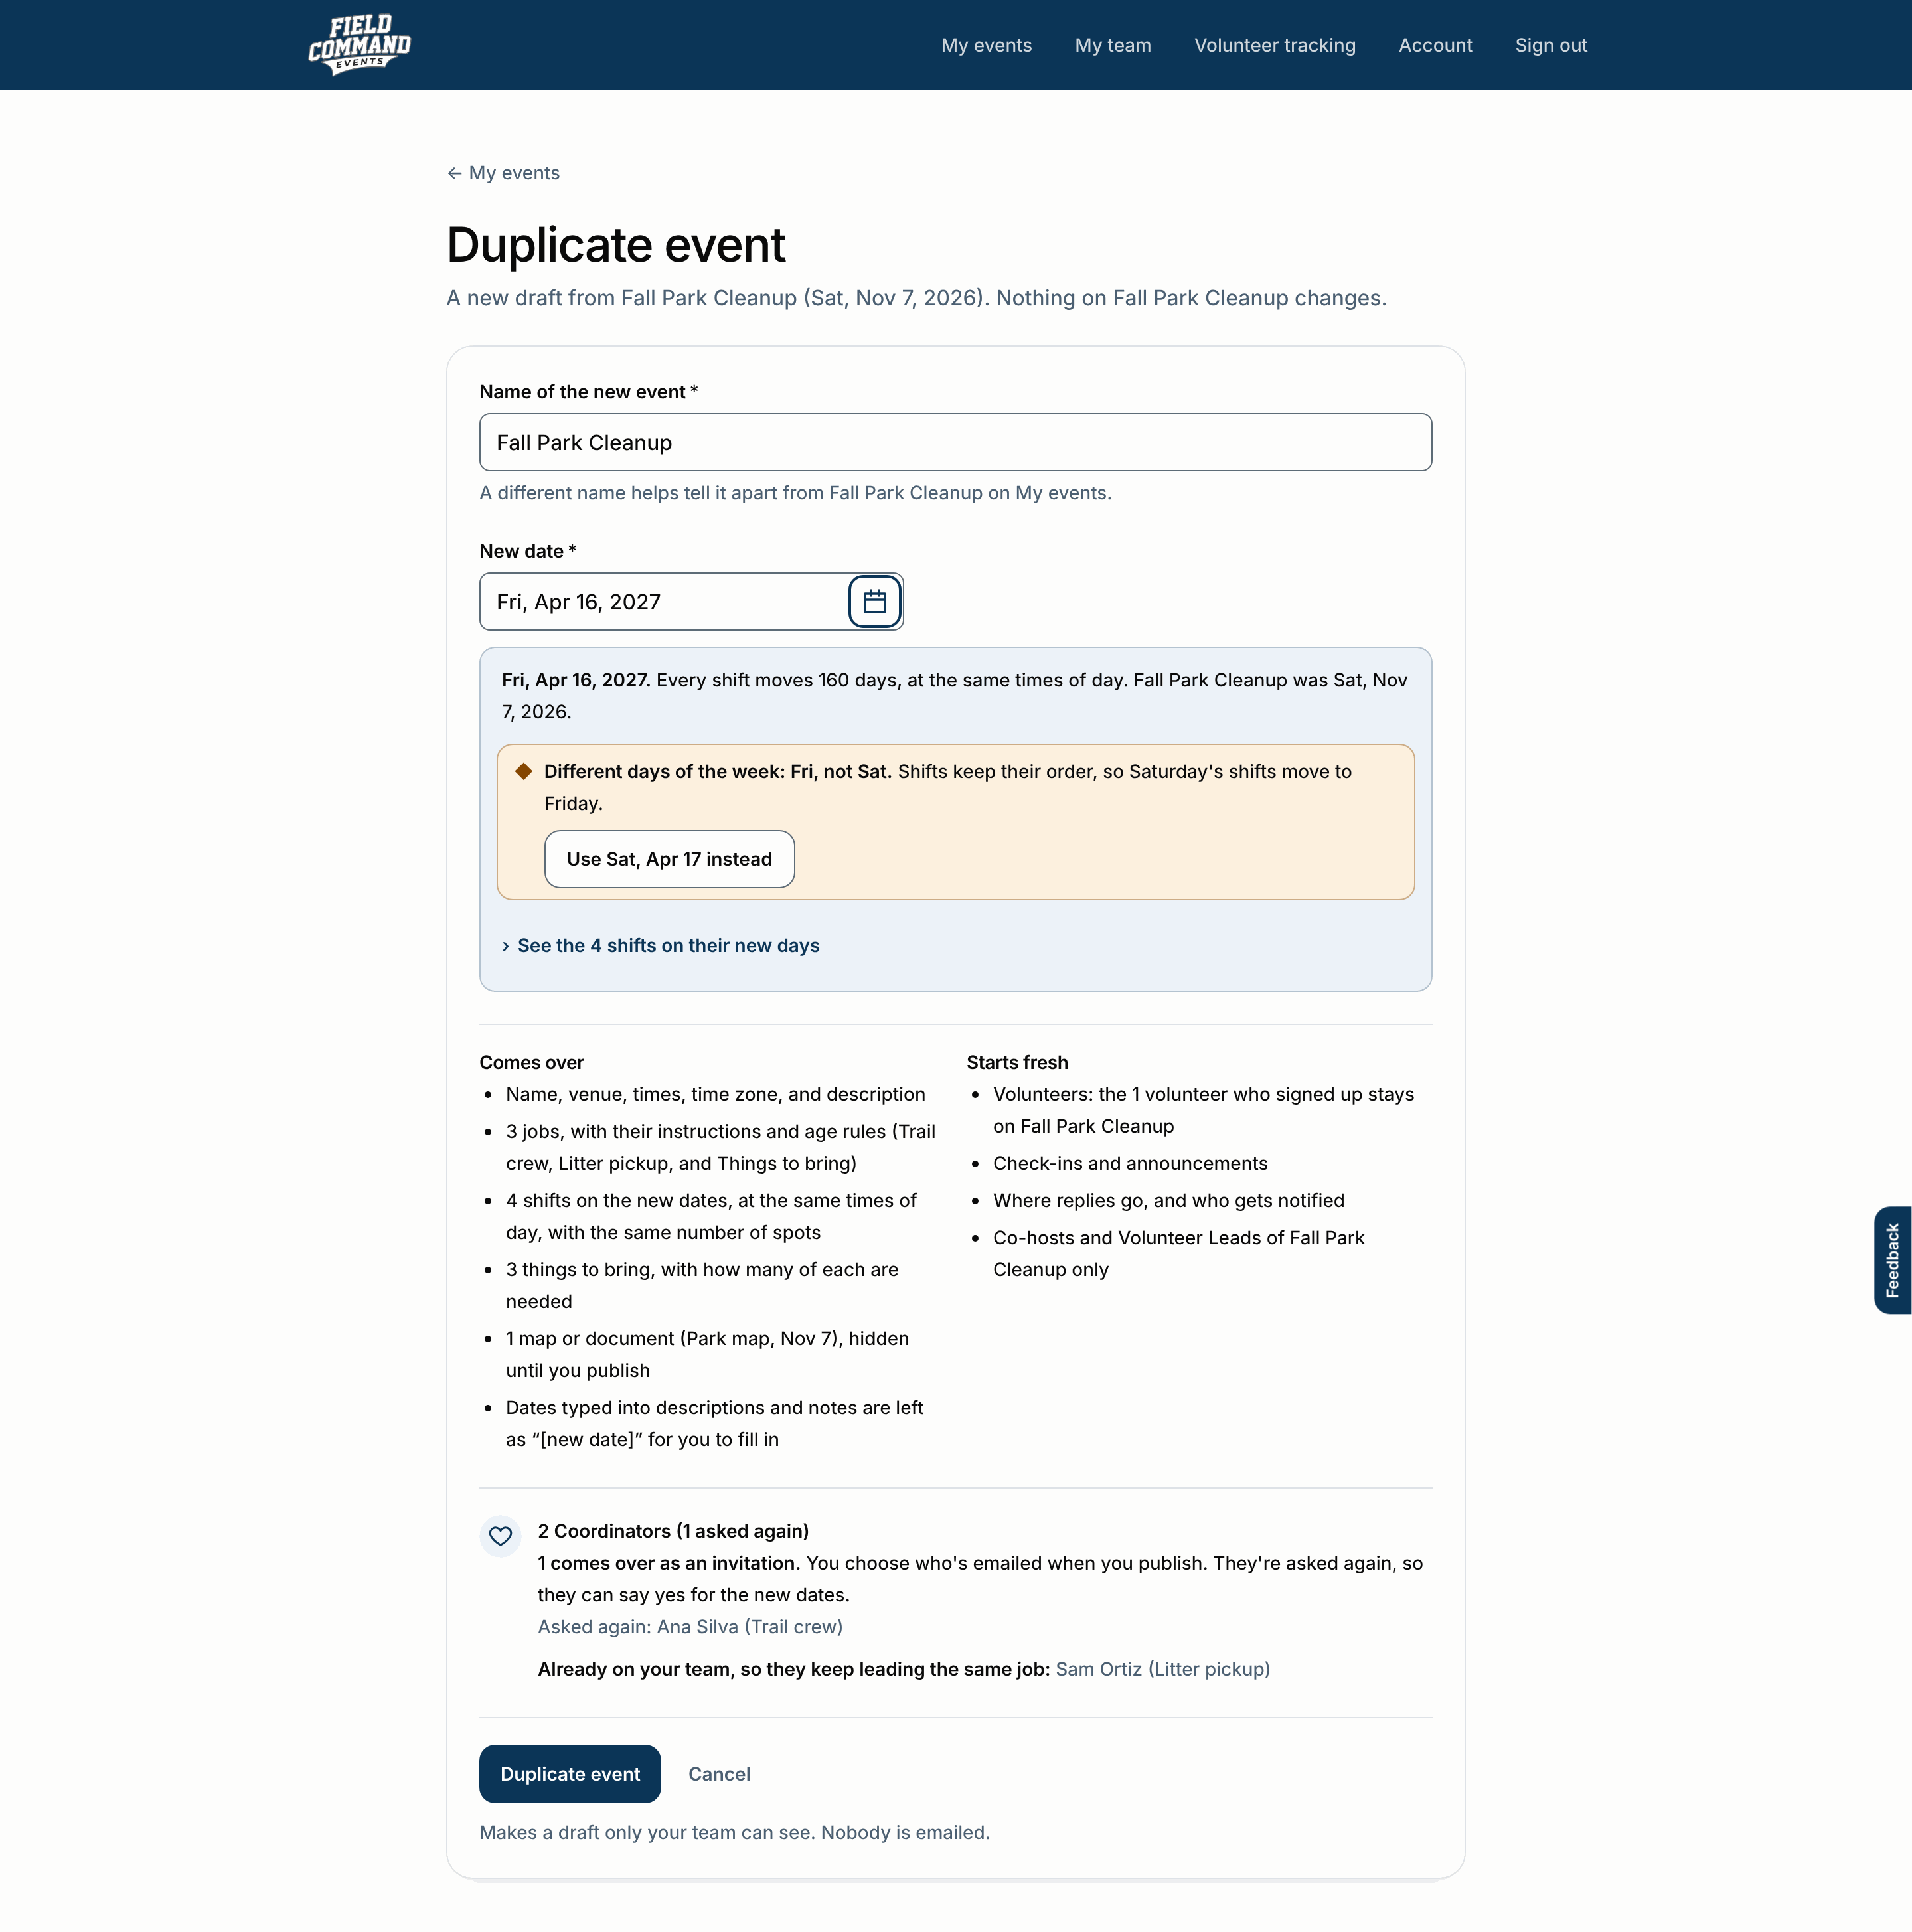 FIELD
COMMAND
EVENTS
My events
My team
Volunteer tracking
Account
Sign out
← My events
Duplicate event
A new draft from Fall Park Cleanup (Sat, Nov 7, 2026). Nothing on Fall Park Cleanup changes.
Name of the new event *
Fall Park Cleanup
A different name helps tell it apart from Fall Park Cleanup on My events.
New date *
Fri, Apr 16, 2027
Fri, Apr 16, 2027. Every shift moves 160 days, at the same times of day. Fall Park Cleanup was Sat, Nov
7, 2026.
Different days of the week: Fri, not Sat. Shifts keep their order, so Saturday's shifts move to
Friday.
Use Sat, Apr 17 instead
› See the 4 shifts on their new days
Comes over
• Name, venue, times, time zone, and description
• 3 jobs, with their instructions and age rules (Trail
crew, Litter pickup, and Things to bring)
• 4 shifts on the new dates, at the same times of
day, with the same number of spots
• 3 things to bring, with how many of each are
needed
• 1 map or document (Park map, Nov 7), hidden
until you publish
• Dates typed into descriptions and notes are left
as “[new date]” for you to fill in
Starts fresh
• Volunteers: the 1 volunteer who signed up stays
on Fall Park Cleanup
• Check-ins and announcements
• Where replies go, and who gets notified
• Co-hosts and Volunteer Leads of Fall Park
Cleanup only
Feedback
2 Coordinators (1 asked again)
1 comes over as an invitation. You choose who's emailed when you publish. They're asked again, so
they can say yes for the new dates.
Asked again: Ana Silva (Trail crew)
Already on your team, so they keep leading the same job: Sam Ortiz (Litter pickup)
Duplicate event
Cancel
Makes a draft only your team can see. Nobody is emailed.